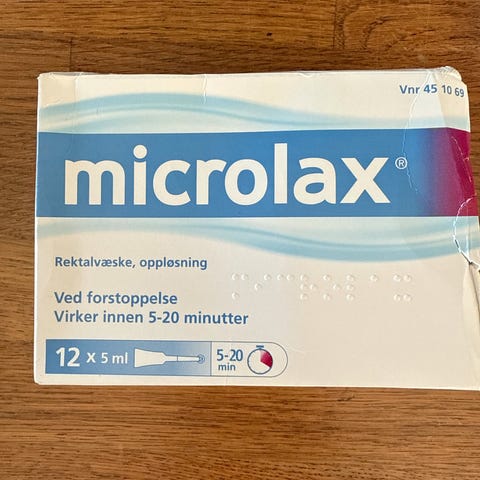 Vnr 45 10 69
microlax®
Rektalvæske, oppløsning
Ved forstoppelse
Virker innen 5-20 minutter
12 x 5 ml
5-20
min